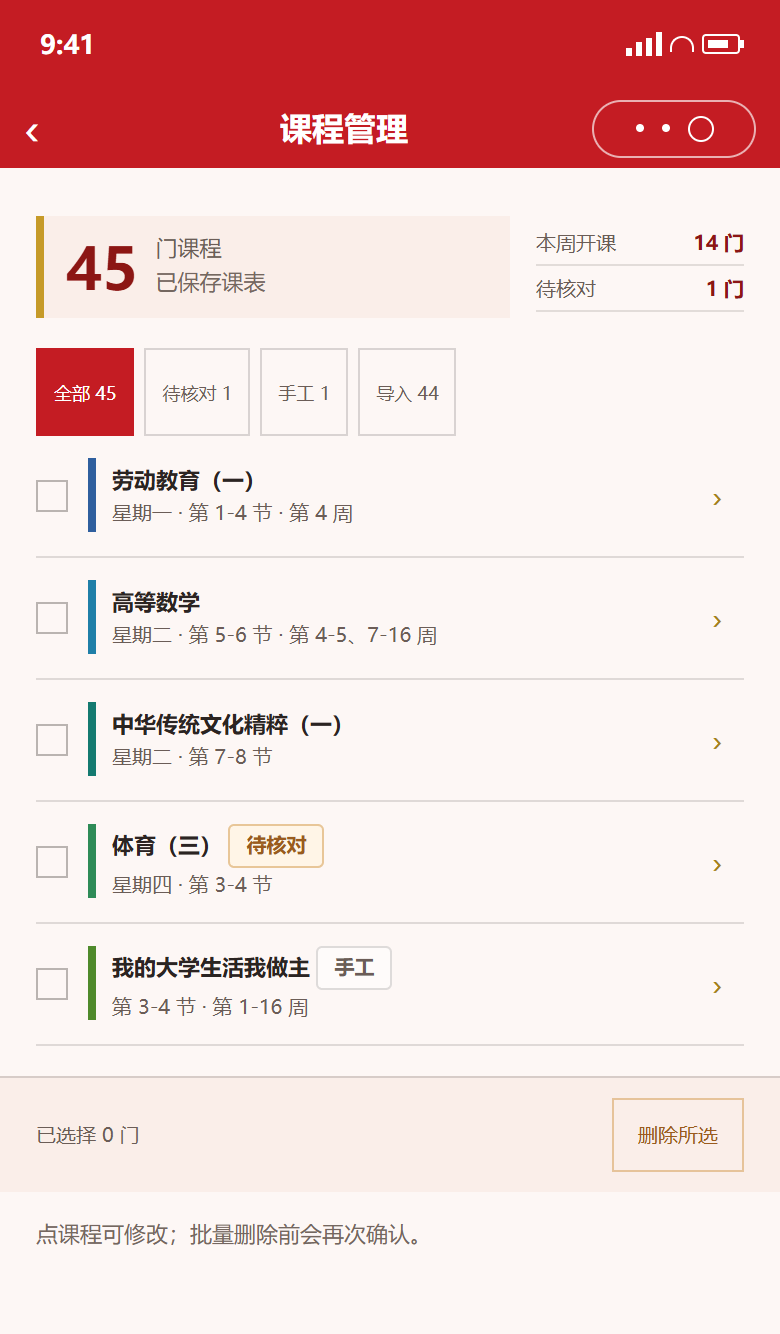 9:41
‹
课程管理
45
门课程
已保存课表
本周开课 14 门
待核对 1 门
全部 45
待核对 1
手工 1
导入 44
劳动教育（一）
星期一 · 第 1-4 节 · 第 4 周
›
高等数学
星期二 · 第 5-6 节 · 第 4-5、7-16 周
›
中华传统文化精粹（一）
星期二 · 第 7-8 节
›
体育（三） 待核对
星期四 · 第 3-4 节
›
我的大学生活我做主 手工
第 3-4 节 · 第 1-16 周
›
已选择 0 门
删除所选
点课程可修改；批量删除前会再次确认。